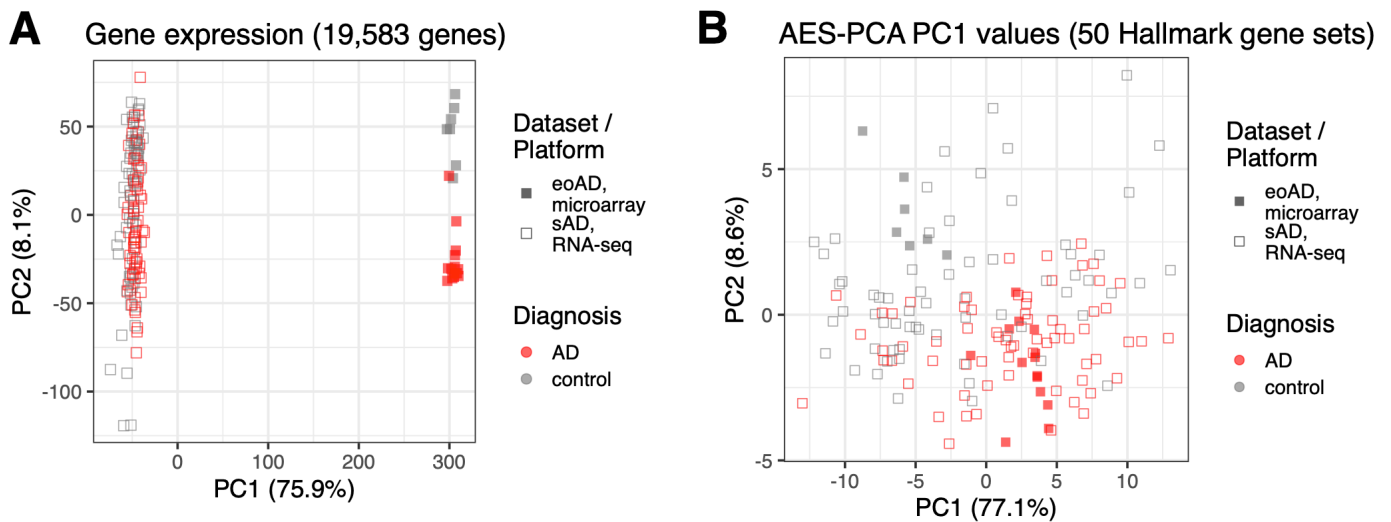 A
Gene expression (19,583 genes)
50
0
-50
-100
PC2 (8.1%)
0
100
200
300
PC1 (75.9%)
Dataset /
Platform
eoAD,
microarray
sAD,
RNA-seq
Diagnosis
AD
control
B
AES-PCA PC1 values (50 Hallmark gene sets)
5
0
-5
PC2 (8.6%)
-10
-5
0
5
10
PC1 (77.1%)
Dataset /
Platform
eoAD,
microarray
sAD,
RNA-seq
Diagnosis
AD
control